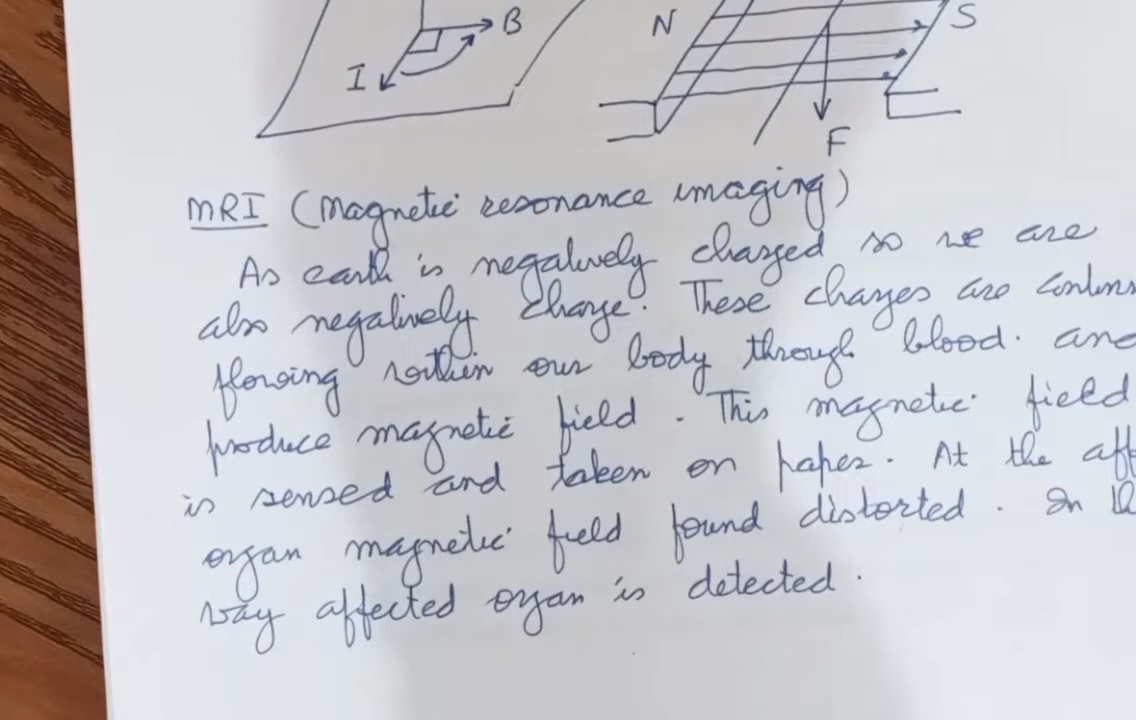 B
I
N
S
F
MRI (Magnetic resonance imaging)
As earth is negatively charged so we are
also negatively charge. These charges are
flowing within our body through blood. and
produce magnetic field. This magnetic field
is sensed and taken on paper. At the
organ magnetic field found distorted. In
way affected organ is detected.